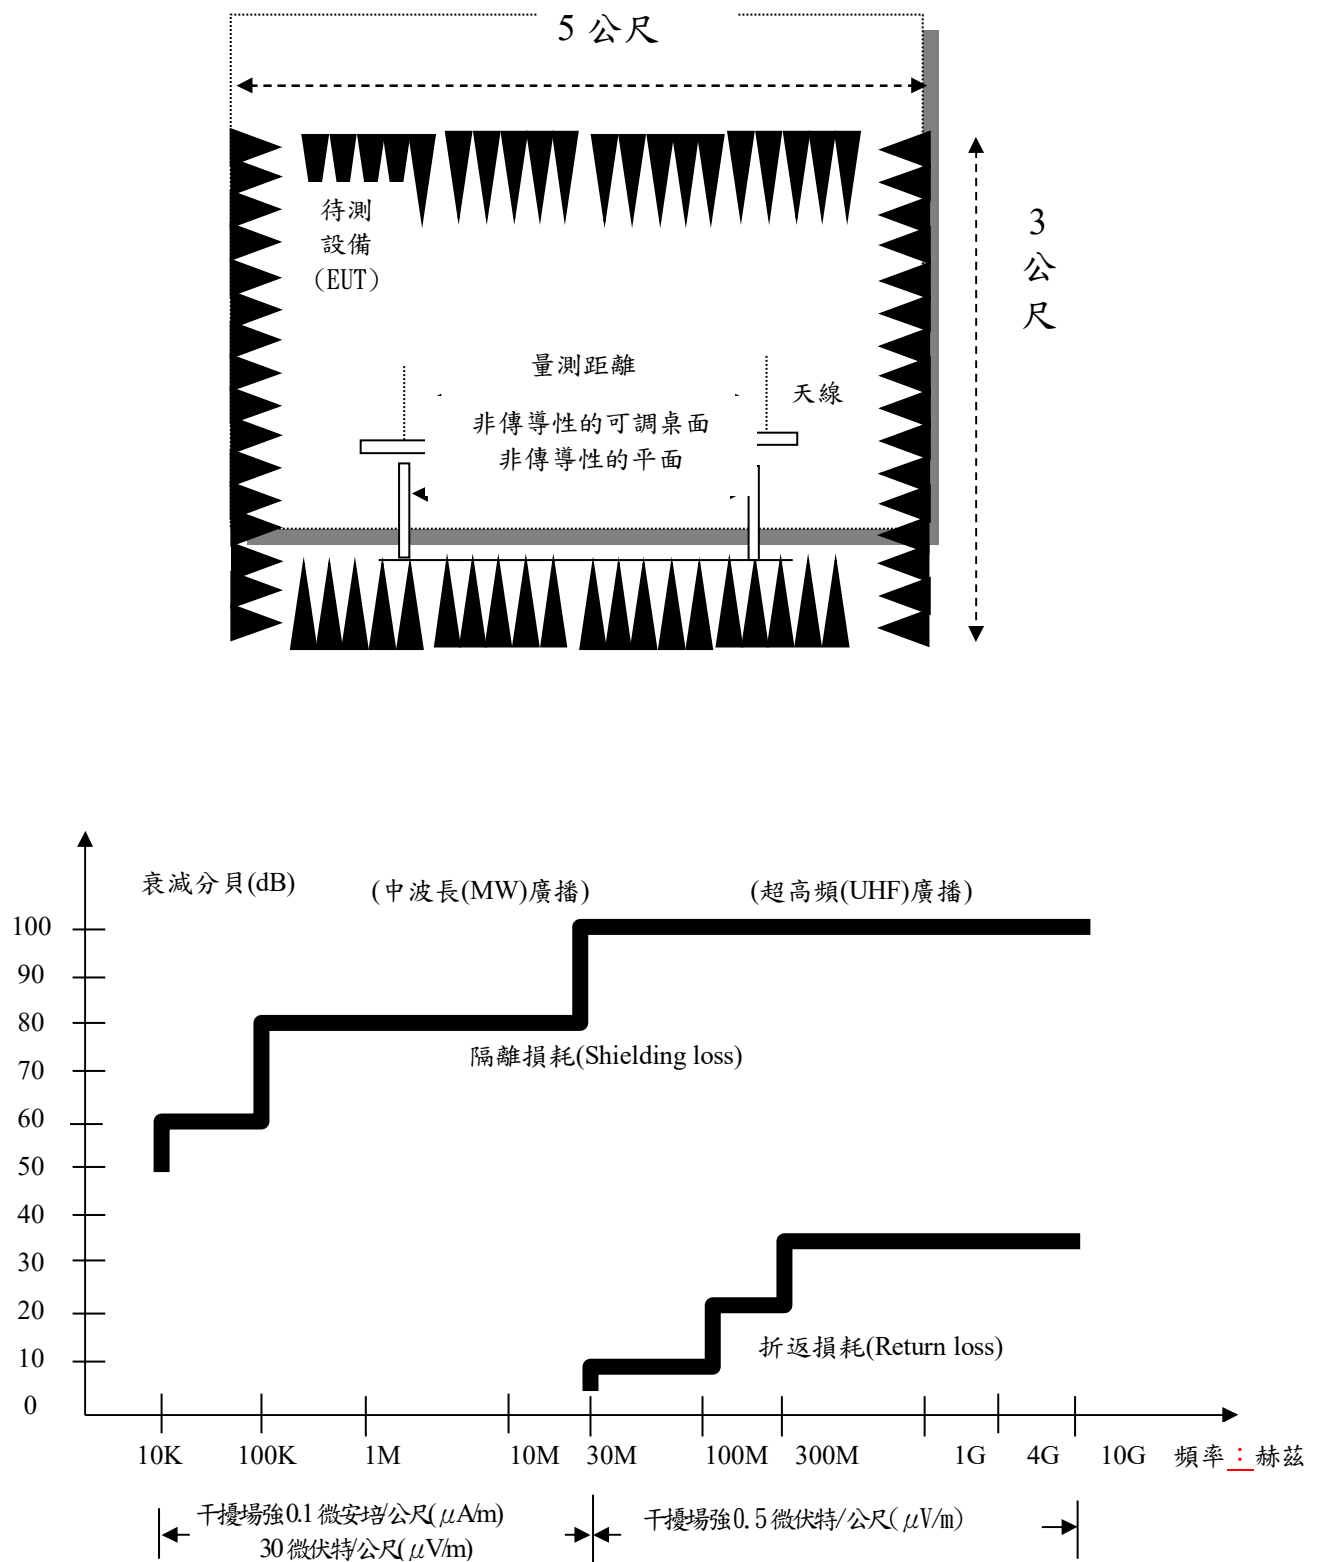 5 公尺
待測
設備
（EUT）
3
公
尺
量測距離
天線
非傳導性的可調桌面
非傳導性的平面
衰減分貝(dB)
(中波長(MW)廣播)
(超高頻(UHF)廣播)
100
90
80
70
60
50
40
30
20
10
0
隔離損耗(Shielding loss)
折返損耗(Return loss)
10K 100K 1M 10M 30M 100M 300M 1G 4G 10G 頻率：赫茲
干擾場強0.1 微安培/公尺(μA/m)
30 微伏特/公尺(μV/m)
干擾場強0.5 微伏特/公尺(μV/m)